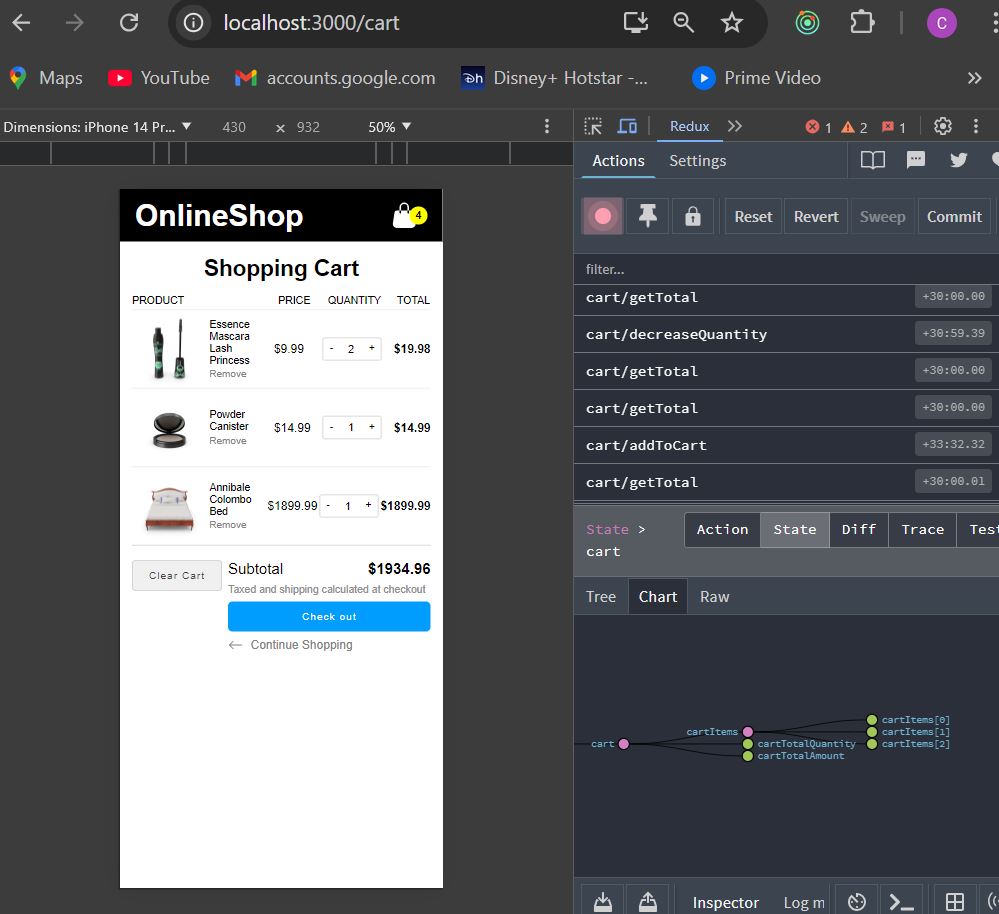 localhost:3000/cart
C
Maps YouTube accounts.google.com Disney+ Hotstar -... Prime Video
Dimensions: iPhone 14 Pr... 430 x 932 50%
Redux 1 2 1
Actions Settings
Reset Revert Sweep Commit
filter...
cart/getTotal +30:00.00
cart/decreaseQuantity +30:59.39
cart/getTotal +30:00.00
cart/getTotal +30:00.00
cart/addToCart +33:32.32
cart/getTotal +30:00.01
State > cart
Action State Diff Trace Test
Tree Chart Raw
cart
cartItems
cartTotalQuantity
cartTotalAmount
cartItems[0]
cartItems[1]
cartItems[2]
Inspector Log m
OnlineShop 4
Shopping Cart
PRODUCT PRICE QUANTITY TOTAL
Essence
Mascara
Lash
Princess
Remove
$9.99 - 2 + $19.98
Powder
Canister
Remove
$14.99 - 1 + $14.99
Annibale
Colombo
Bed
Remove
$1899.99 - 1 + $1899.99
Clear Cart
Subtotal $1934.96
Taxed and shipping calculated at checkout
Check out
Continue Shopping